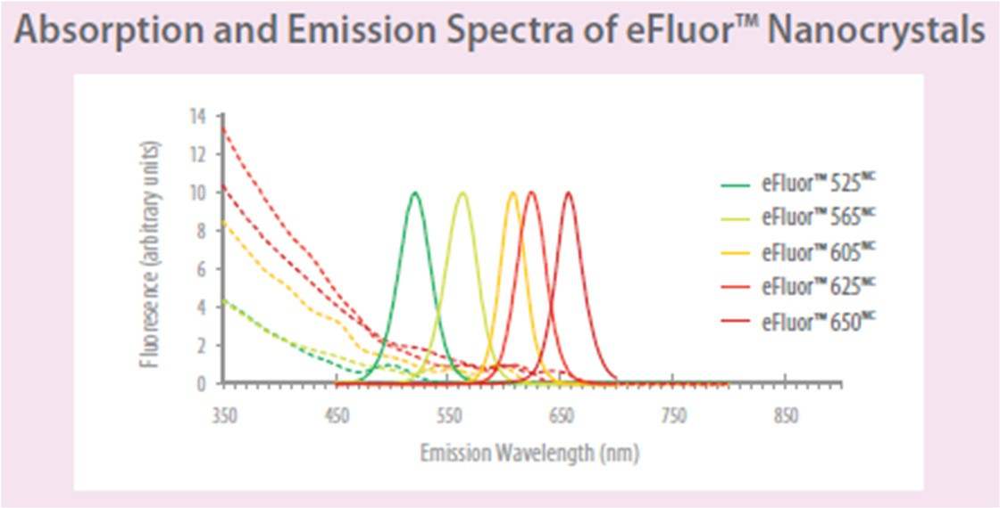 Absorption and Emission Spectra of eFluor™ Nanocrystals
Fluoresence (arbitrary units)
14
12
10
8
6
4
2
0
350 450 550 650 750 850
Emission Wavelength (nm)
eFluor™ 525NC
eFluor™ 565NC
eFluor™ 605NC
eFluor™ 625NC
eFluor™ 650NC